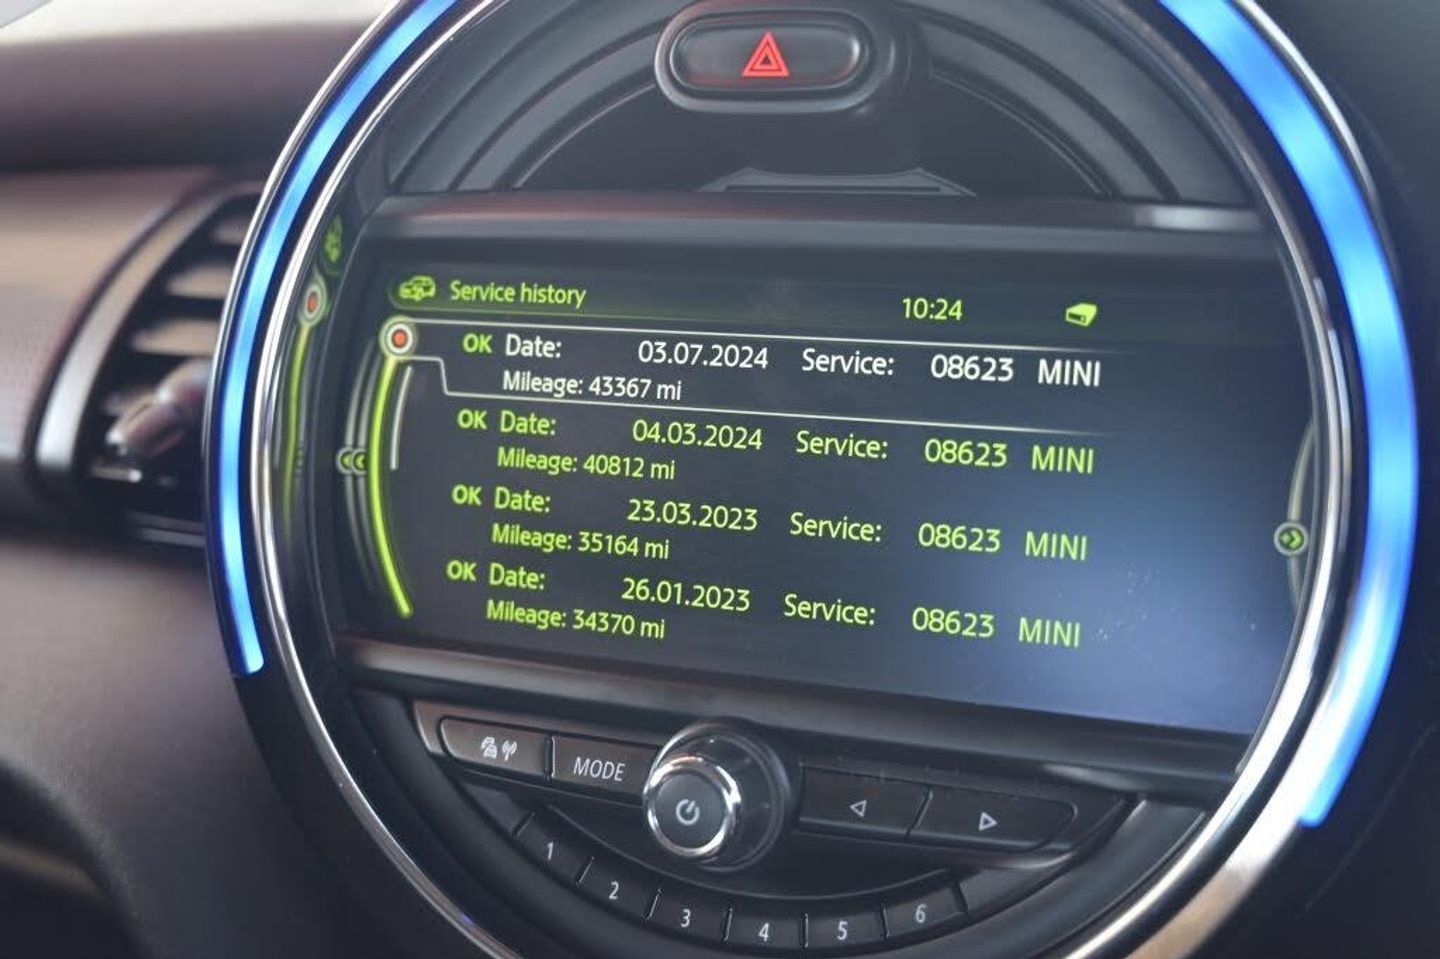 Service history 10:24
OK Date: 03.07.2024 Service: 08623 MINI
Mileage: 43367 mi
OK Date: 04.03.2024 Service: 08623 MINI
Mileage: 40812 mi
OK Date: 23.03.2023 Service: 08623 MINI
Mileage: 35164 mi
OK Date: 26.01.2023 Service: 08623 MINI
Mileage: 34370 mi
MODE
1 2 3 4 5 6